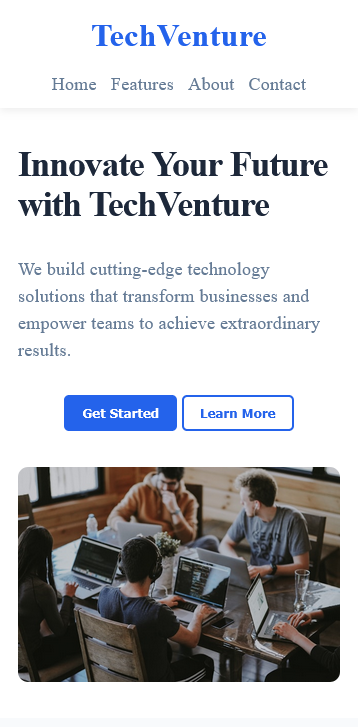 TechVenture
Home Features About Contact
Innovate Your Future
with TechVenture
We build cutting-edge technology
solutions that transform businesses and
empower teams to achieve extraordinary
results.
Get Started Learn More